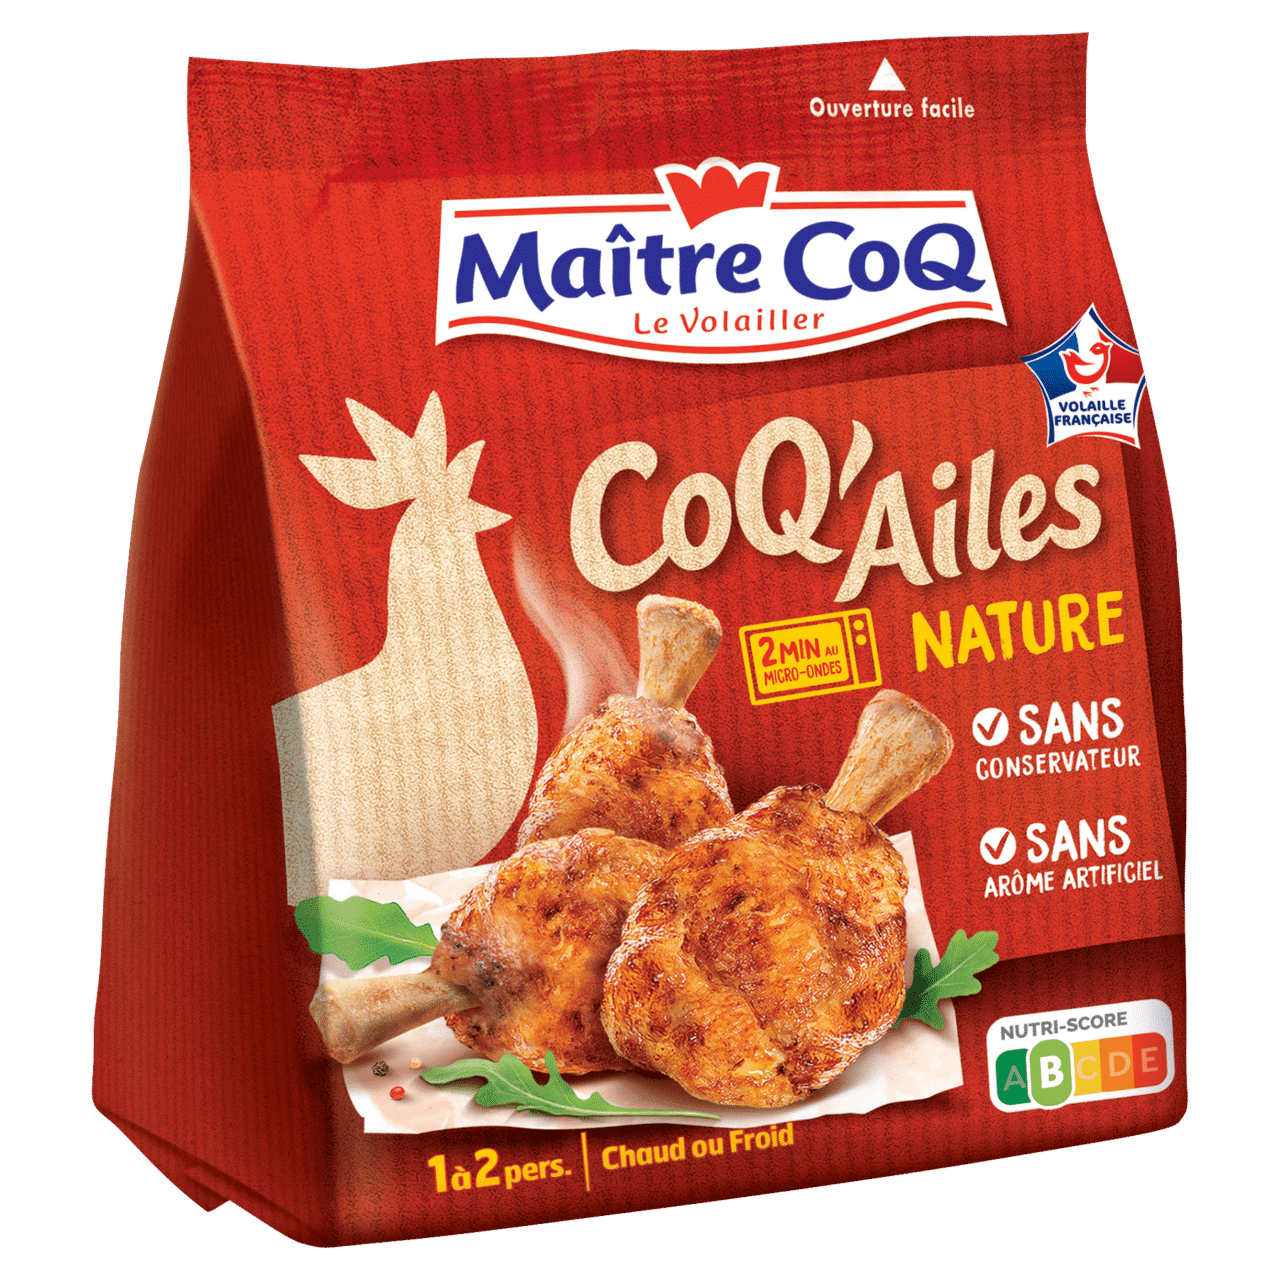 Ouverture facile
Maître CoQ
Le Volailler
VOLAILLE
FRANÇAISE
CoQ'Ailes
NATURE
2 MIN AU
MICRO-ONDES
SANS
CONSERVATEUR
SANS
ARÔME ARTIFICIEL
NUTRI-SCORE
A B C D E
1 à 2 pers. | Chaud ou Froid